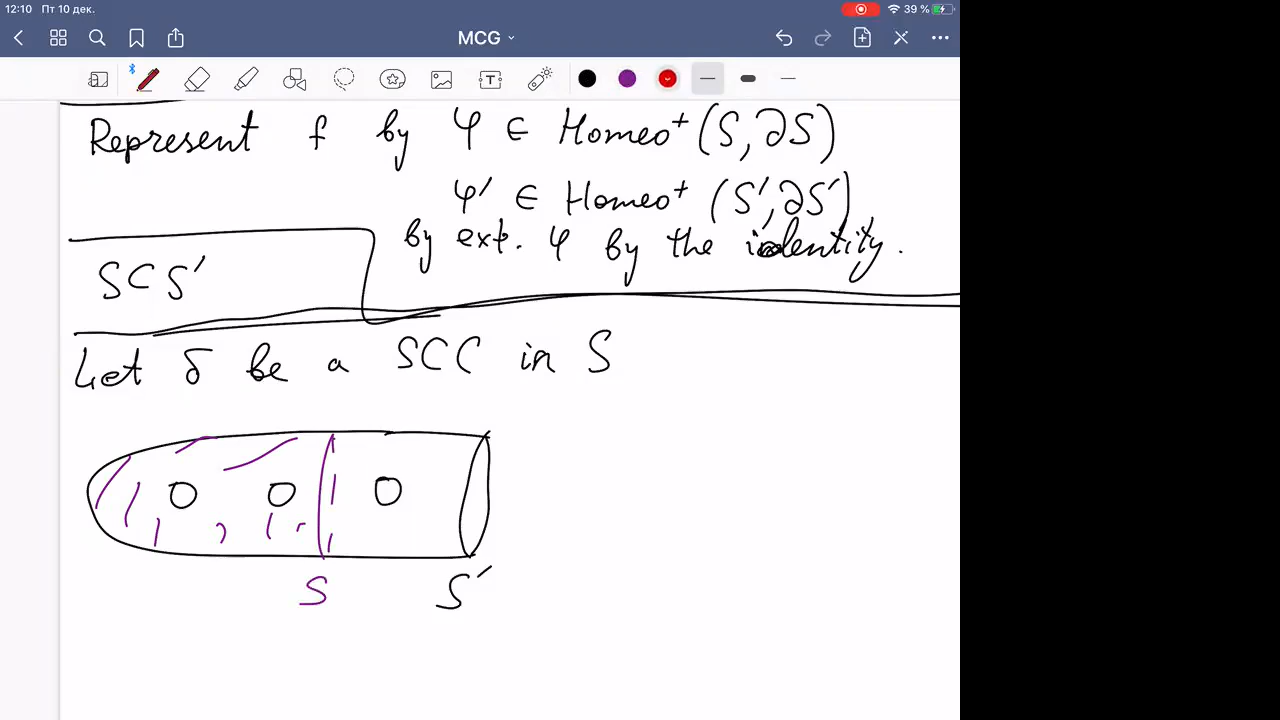 12:10 Пт 10 дек.
39 %
MCG
Represent f by φ ∈ Homeo⁺ (S, ∂S)
φ' ∈ Homeo⁺ (S', ∂S')
by ext. φ by the identity.
S ⊂ S'
Let δ be a SCC in S
S
S'